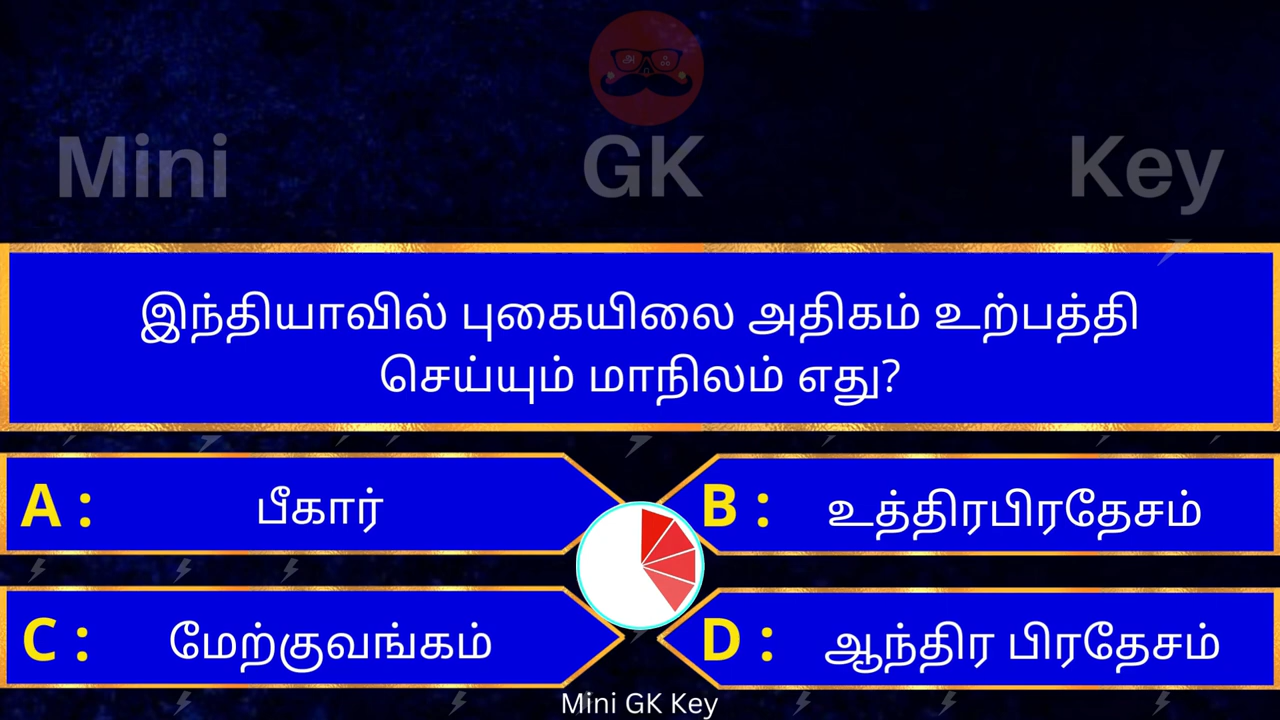 அ ஃ
Mini GK Key
இந்தியாவில் புகையிலை அதிகம் உற்பத்தி
செய்யும் மாநிலம் எது?
A : பீகார்
B : உத்திரபிரதேசம்
C : மேற்குவங்கம்
D : ஆந்திர பிரதேசம்
Mini GK Key